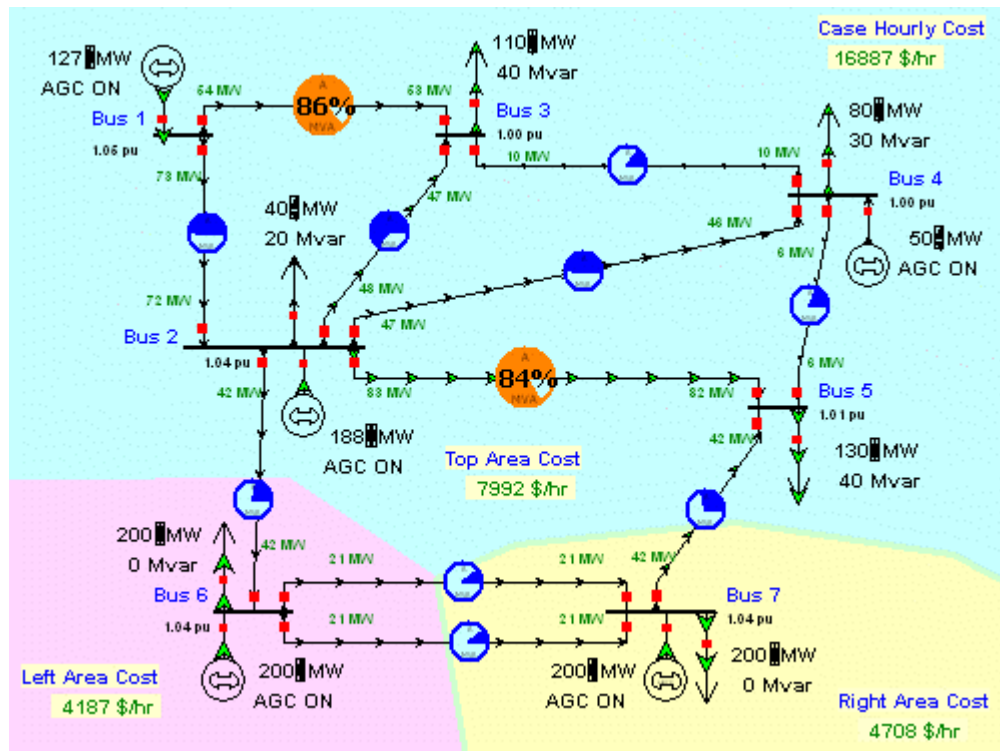 Case Hourly Cost
16887 $/hr
127 MW
AGC ON
110 MW
40 Mvar
54 MW
A
86%
MVA
53 MW
Bus 1
1.05 pu
Bus 3
1.00 pu
80 MW
30 Mvar
10 MW
10 MW
73 MW
47 MW
Bus 4
1.00 pu
40 MW
20 Mvar
46 MW
6 MW
50 MW
AGC ON
48 MW
72 MW
47 MW
Bus 2
1.04 pu
A
84%
MVA
6 MW
42 MW
83 MW
82 MW
Bus 5
1.01 pu
188 MW
AGC ON
42 MW
130 MW
40 Mvar
Top Area Cost
7992 $/hr
200 MW
0 Mvar
42 MW
42 MW
21 MW
21 MW
Bus 6
1.04 pu
Bus 7
1.04 pu
21 MW
21 MW
200 MW
AGC ON
200 MW
AGC ON
200 MW
0 Mvar
Left Area Cost
4187 $/hr
Right Area Cost
4708 $/hr